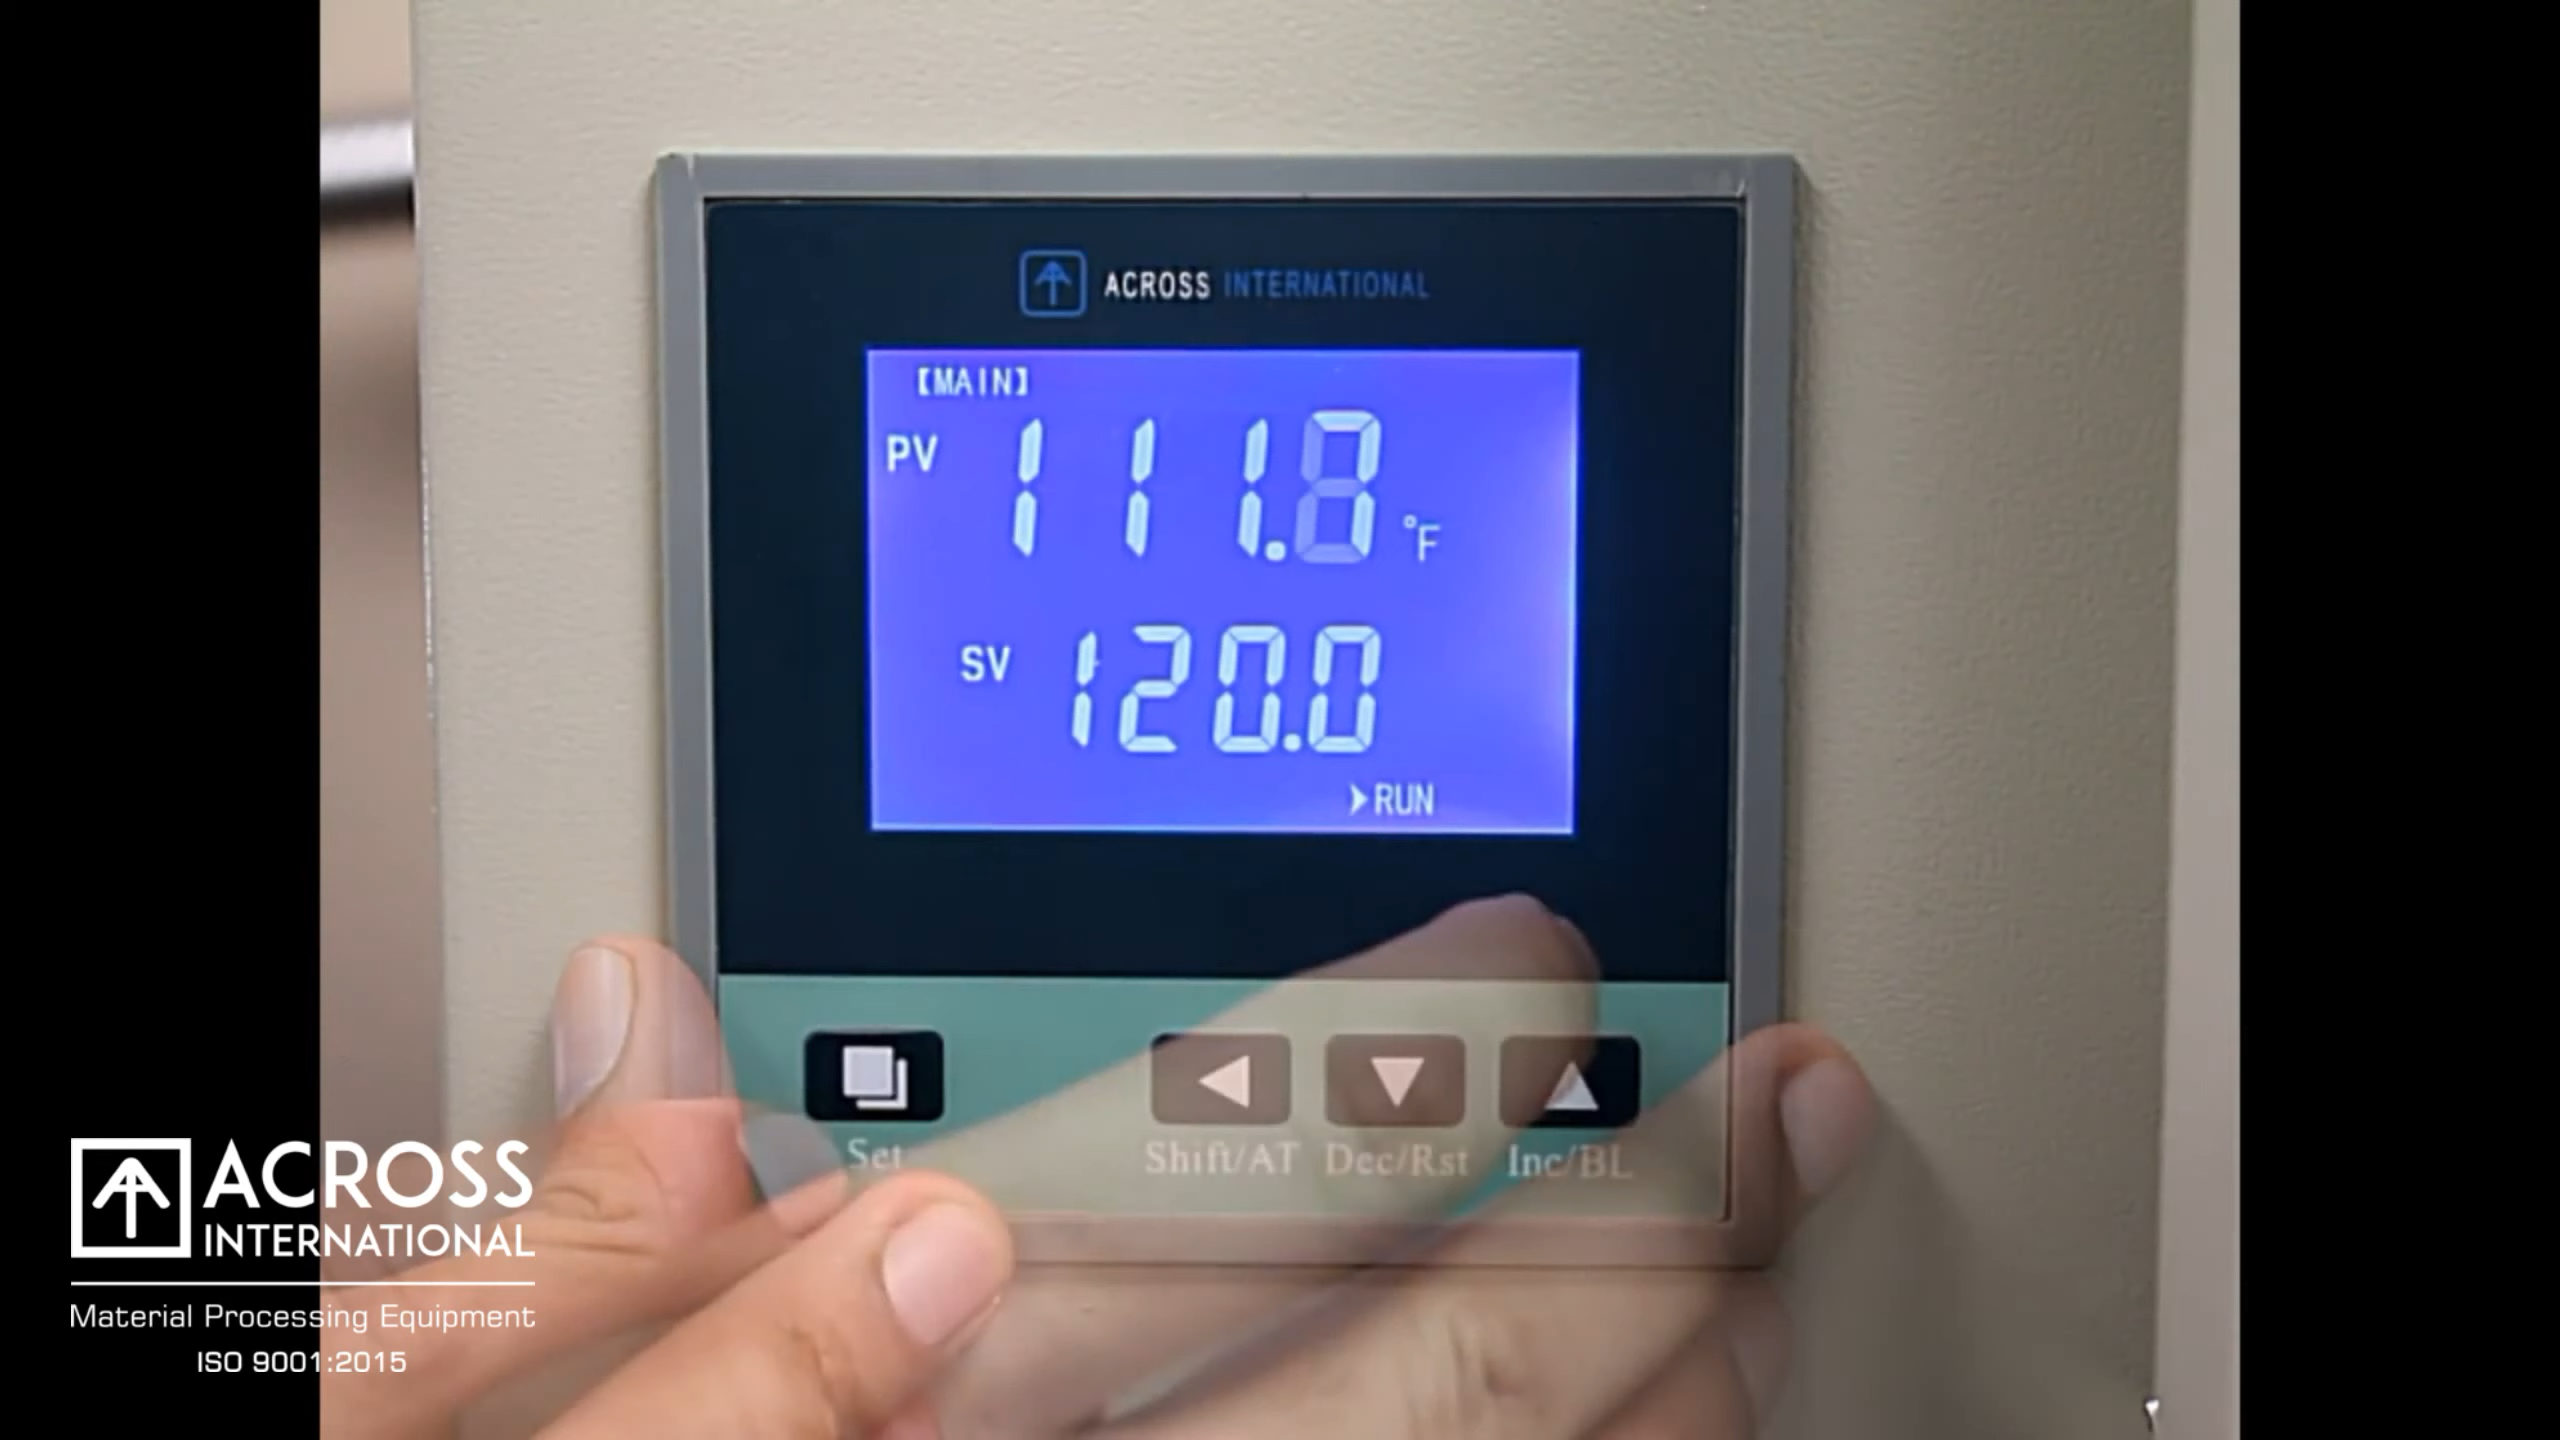 ACROSS INTERNATIONAL
【MAIN】
PV 111.7 °F
SV 120.0
➤RUN
Set Shift/AT Dec/Rst Inc/BL
ACROSS
INTERNATIONAL
Material Processing Equipment
ISO 9001:2015